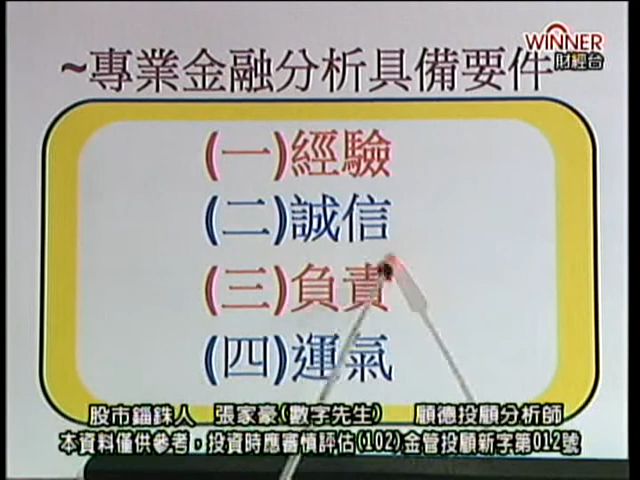 WINNER
財經台
~專業金融分析具備要件~
(一)經驗
(二)誠信
(三)負責
(四)運氣
股市錙銖人 張家豪(數字先生) 顧德投顧分析師
本資料僅供參考，投資時應審慎評估(102)金管投顧新字第012號